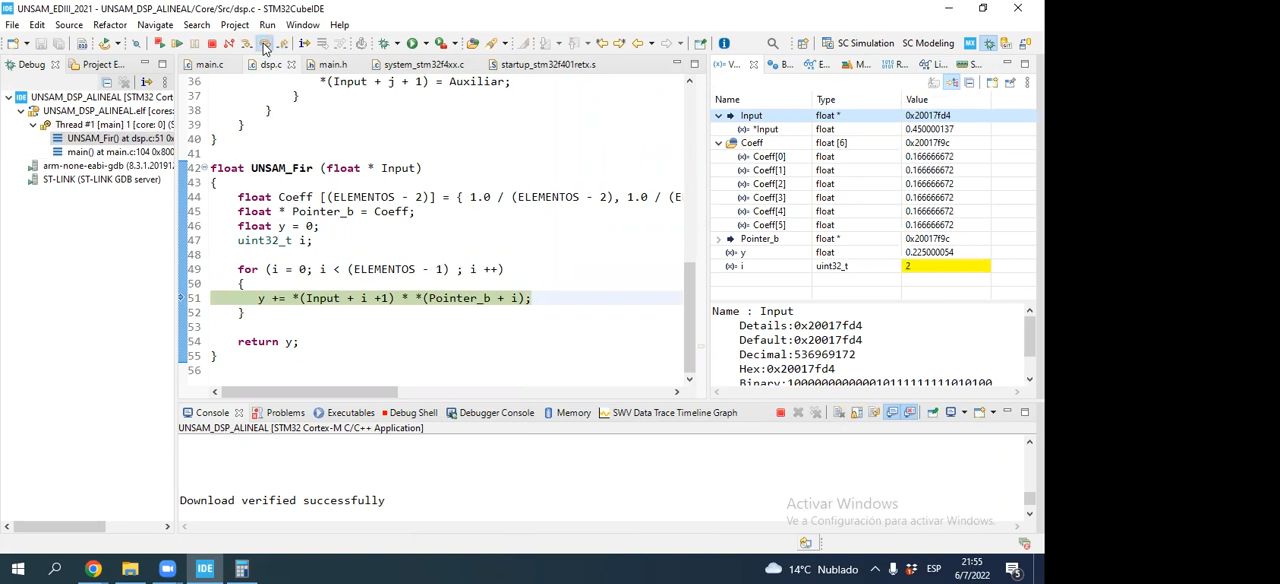 UNSAM_EDIII_2021 - UNSAM_DSP_ALINEAL/Core/Src/dsp.c - STM32CubeIDE
File Edit Source Refactor Navigate Search Project Run Window Help
SC Simulation SC Modeling MX
Debug Project E...
main.c dsp.c main.h system_stm32f4xx.c startup_stm32f401retx.s
V... B... E... M... R... Li... S...
UNSAM_DSP_ALINEAL [STM32 Cort
UNSAM_DSP_ALINEAL.elf [cores:
Thread #1 [main] 1 [core: 0] (T
UNSAM_Fir() at dsp.c:51 0x
main() at main.c:104 0x800
arm-none-eabi-gdb (8.3.1.201912
ST-LINK (ST-LINK GDB server)
36 *(Input + j + 1) = Auxiliar;
37 }
38 }
39 }
40 }
41
42 float UNSAM_Fir (float * Input)
43 {
44 float Coeff [(ELEMENTOS - 2)] = { 1.0 / (ELEMENTOS - 2), 1.0 / (E
45 float * Pointer_b = Coeff;
46 float y = 0;
47 uint32_t i;
48
49 for (i = 0; i < (ELEMENTOS - 1) ; i ++)
50 {
51 y += *(Input + i +1) * *(Pointer_b + i);
52 }
53
54 return y;
55 }
56
Name Type Value
Input float * 0x20017fd4
(x)= *Input float 0.450000137
Coeff float [6] 0x20017f9c
(x)= Coeff[0] float 0.166666672
(x)= Coeff[1] float 0.166666672
(x)= Coeff[2] float 0.166666672
(x)= Coeff[3] float 0.166666672
(x)= Coeff[4] float 0.166666672
(x)= Coeff[5] float 0.166666672
Pointer_b float * 0x20017f9c
(x)= y float 0.225000054
(x)= i uint32_t 2
Name : Input
Details:0x20017fd4
Default:0x20017fd4
Decimal:536969172
Hex:0x20017fd4
Console Problems Executables Debug Shell Debugger Console Memory SWV Data Trace Timeline Graph
UNSAM_DSP_ALINEAL [STM32 Cortex-M C/C++ Application]
Download verified successfully
Activar Windows
Ve a Configuración para activar Windows.
IDE
14°C Nublado ESP
21:55
6/7/2022
5